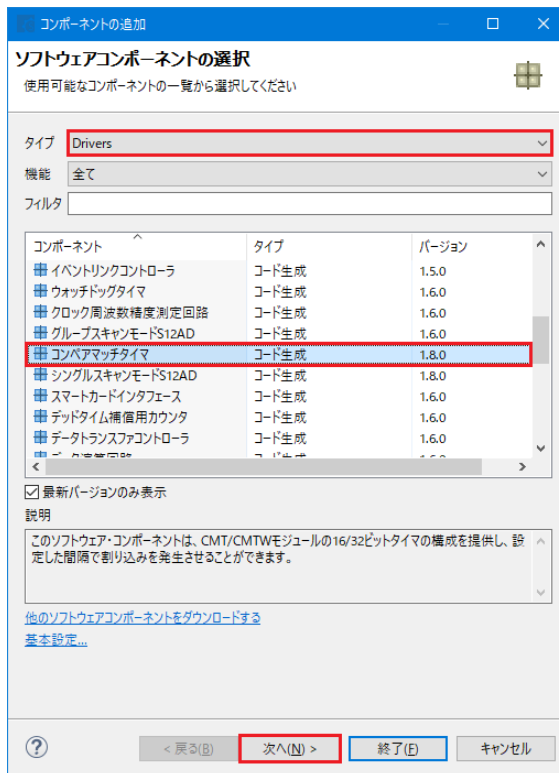 コンポーネントの追加
ソフトウェアコンポーネントの選択
使用可能なコンポーネントの一覧から選択してください
タイプ Drivers
機能 全て
フィルタ
コンポーネント タイプ バージョン
イベントリンクコントローラ コード生成 1.5.0
ウォッチドッグタイマ コード生成 1.6.0
クロック周波数精度測定回路 コード生成 1.6.0
グループスキャンモードS12AD コード生成 1.6.0
コンペアマッチタイマ コード生成 1.8.0
シングルスキャンモードS12AD コード生成 1.8.0
スマートカードインタフェース コード生成 1.6.0
デッドタイム補償用カウンタ コード生成 1.6.0
データトランスファコントローラ コード生成 1.6.0
最新バージョンのみ表示
説明
このソフトウェア・コンポーネントは、CMT/CMTWモジュールの16/32ビットタイマの構成を提供し、設
定した間隔で割り込みを発生させることができます。
他のソフトウェアコンポーネントをダウンロードする
基本設定...
< 戻る(B) 次へ(N) > 終了(F) キャンセル